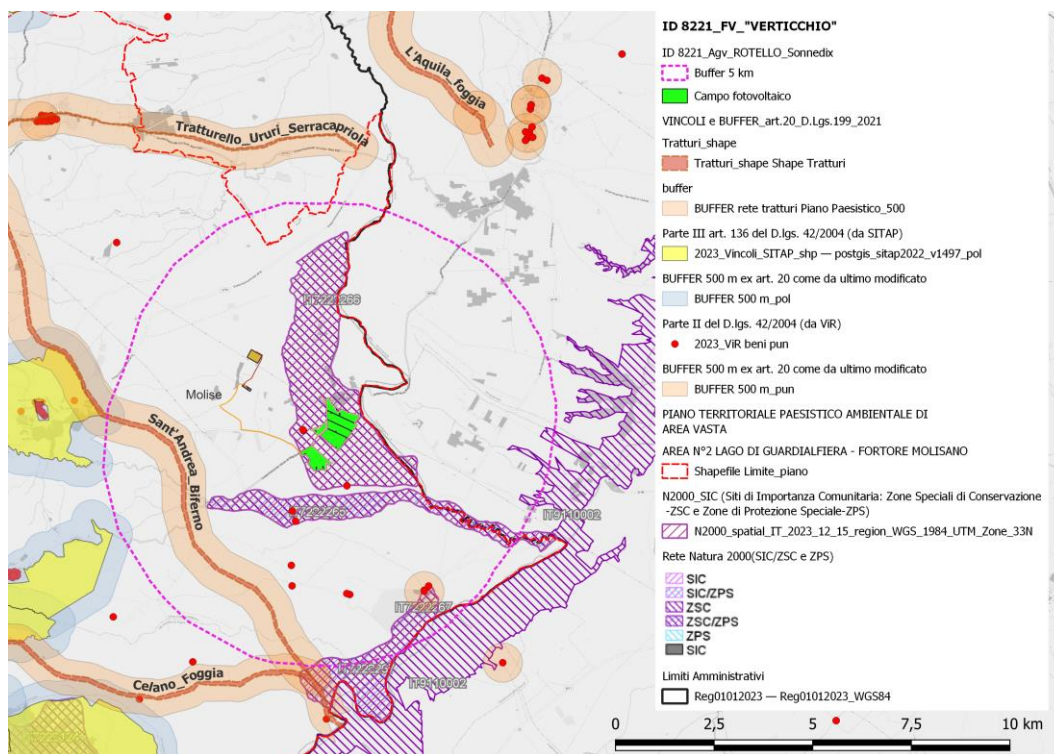 L'Aquila_foggia
Tratturello_Ururi_Serracapriola
Molise
Sant'Andrea_Biferno
IT9110002
Celano_Foggia
IT9110002
ID 8221_FV_"VERTICCHIO"
ID 8221_Agv_ROTELLO_Sonnedix
Buffer 5 km
Campo fotovoltaico
VINCOLI e BUFFER_art.20_D.Lgs.199_2021
Tratturi_shape
Tratturi_shape Shape Tratturi
buffer
BUFFER rete tratturi Piano Paesistico_500
Parte III art. 136 del D.lgs. 42/2004 (da SITAP)
2023_Vincoli_SITAP_shp — postgis_sitap2022_v1497_pol
BUFFER 500 m ex art. 20 come da ultimo modificato
BUFFER 500 m_pol
Parte II del D.lgs. 42/2004 (da ViR)
2023_ViR beni pun
BUFFER 500 m ex art. 20 come da ultimo modificato
BUFFER 500 m_pun
PIANO TERRITORIALE PAESISTICO AMBIENTALE DI
AREA VASTA
AREA N°2 LAGO DI GUARDIALFIERA - FORTORE MOLISANO
Shapefile Limite_piano
N2000_SIC (Siti di Importanza Comunitaria: Zone Speciali di Conservazione
-ZSC e Zone di Protezione Speciale-ZPS)
N2000_spatial_IT_2023_12_15_region_WGS_1984_UTM_Zone_33N
Rete Natura 2000(SIC/ZSC e ZPS)
SIC
SIC/ZPS
ZSC
ZSC/ZPS
ZPS
SIC
Limiti Amministrativi
Reg01012023 — Reg01012023_WGS84
0 2,5 5 7,5 10 km